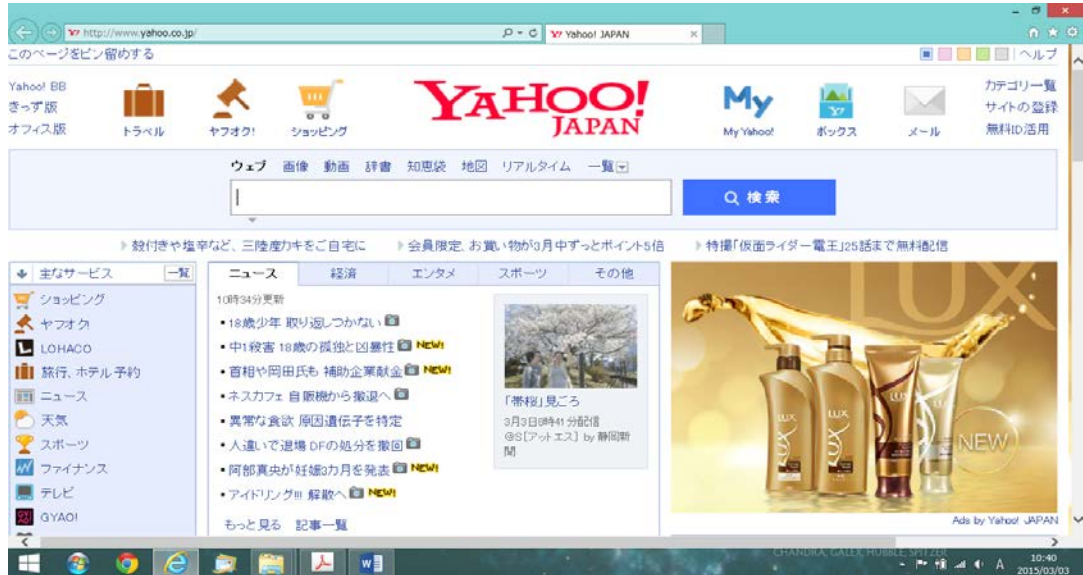 http://www.yahoo.co.jp/
Yahoo! JAPAN
このページをピン留めする
ヘルプ
Yahoo! BB
きっず版
オフィス版
トラベル
ヤフオク!
ショッピング
YAHOO!
JAPAN
My
My Yahoo!
ボックス
メール
カテゴリ一覧
サイトの登録
無料ID活用
ウェブ 画像 動画 辞書 知恵袋 地図 リアルタイム 一覧
検索
殻付きや塩辛など、三陸産カキをご自宅に
会員限定、お買い物が3月中ずっとポイント5倍
特撮「仮面ライダー電王」25話まで無料配信
主なサービス 一覧
ショッピング
ヤフオク!
LOHACO
旅行、ホテル予約
ニュース
天気
スポーツ
ファイナンス
テレビ
GYAO!
ニュース 経済 エンタメ スポーツ その他
10時34分更新
18歳少年 取り返しつかない
中1殺害 18歳の孤独と凶暴性 NEW!
首相や岡田氏も 補助企業献金 NEW!
ネスカフェ 自販機から撤退へ
異常な食欲 原因遺伝子を特定
人違いで退場 DFの処分を撤回
阿部真央が妊娠3カ月を発表 NEW!
アイドリング!!! 解散へ NEW!
もっと見る 記事一覧
「帯桜」見ごろ
3月3日8時41分配信
@S[アットエス] by 静岡新
聞
LUX
LUX
LUX
LUX
NEW
Ads by Yahoo! JAPAN
CHANDRA, GALEX, HUBBLE, SPITZER
A
10:40
2015/03/03